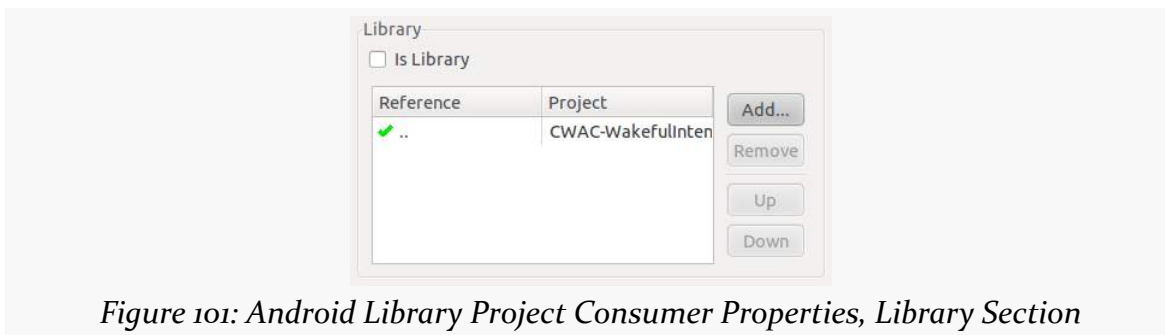 Library
Is Library
Reference Project
.. CWAC-WakefulInten
Add...
Remove
Up
Down
Figure 101: Android Library Project Consumer Properties, Library Section